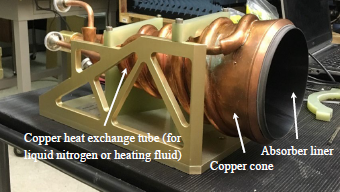 Absorber liner
Copper heat exchange tube (for
liquid nitrogen or heating fluid)
Copper cone